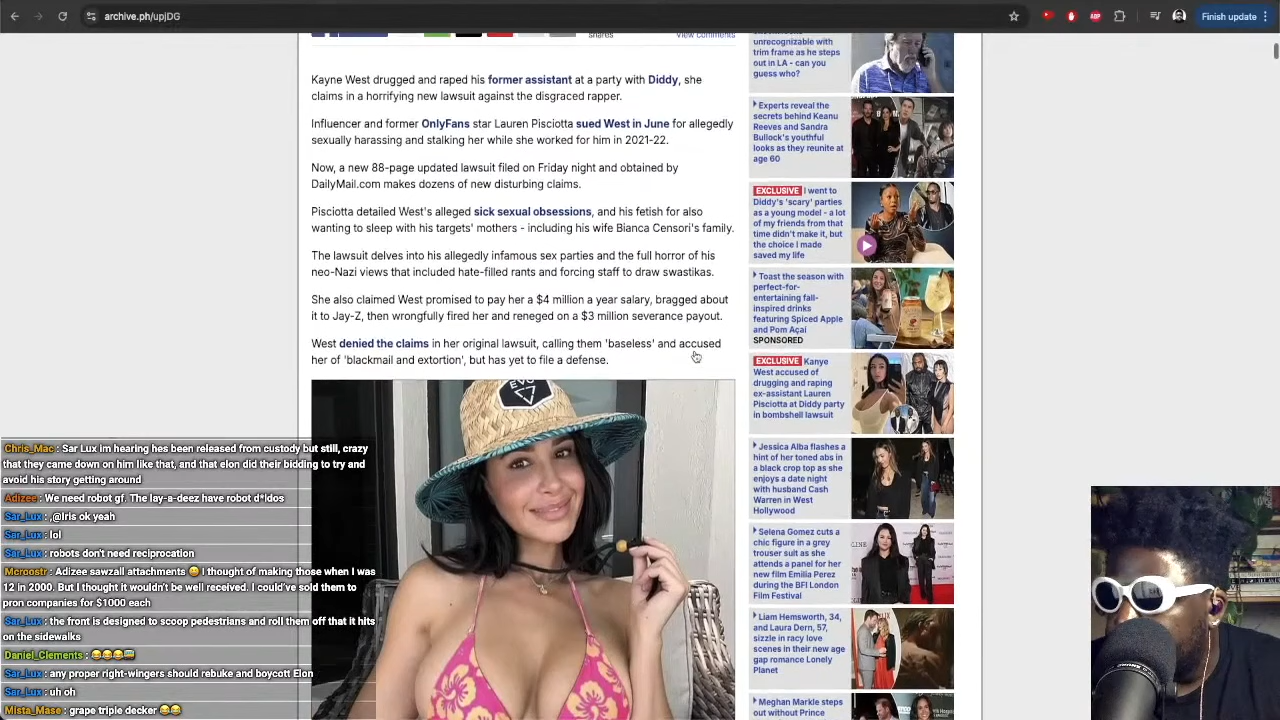 archive.ph/upjDG
Finish update
shares
View comments
Kayne West drugged and raped his former assistant at a party with Diddy, she
claims in a horrifying new lawsuit against the disgraced rapper.
Influencer and former OnlyFans star Lauren Pisciotta sued West in June for allegedly
sexually harassing and stalking her while she worked for him in 2021-22.
Now, a new 88-page updated lawsuit filed on Friday night and obtained by
DailyMail.com makes dozens of new disturbing claims.
Pisciotta detailed West's alleged sick sexual obsessions, and his fetish for also
wanting to sleep with his targets' mothers - including his wife Bianca Censori's family.
The lawsuit delves into his allegedly infamous sex parties and the full horror of his
neo-Nazi views that included hate-filled rants and forcing staff to draw swastikas.
She also claimed West promised to pay her a $4 million a year salary, bragged about
it to Jay-Z, then wrongfully fired her and reneged on a $3 million severance payout.
West denied the claims in her original lawsuit, calling them 'baseless' and accused
her of 'blackmail and extortion', but has yet to file a defense.
unrecognizable with
trim frame as he steps
out in LA - can you
guess who?
Experts reveal the
secrets behind Keanu
Reeves and Sandra
Bullock's youthful
looks as they reunite at
age 60
EXCLUSIVE I went to
Diddy's 'scary' parties
as a young model - a lot
of my friends from that
time didn't make it, but
the choice I made
saved my life
Toast the season with
perfect-for-
entertaining fall-
inspired drinks
featuring Spiced Apple
and Pom Açaí
SPONSORED
EXCLUSIVE Kanye
West accused of
drugging and raping
ex-assistant Lauren
Pisciotta at Diddy party
in bombshell lawsuit
Jessica Alba flashes a
hint of her toned abs in
a black crop top as she
enjoys a date night
with husband Cash
Warren in West
Hollywood
Selena Gomez cuts a
chic figure in a grey
trouser suit as she
attends a panel for her
new film Emilia Perez
during the BFI London
Film Festival
Liam Hemsworth, 34,
and Laura Dern, 57,
sizzle in racy love
scenes in their new age
gap romance Lonely
Planet
Meghan Markle steps
out without Prince
Chris_Mac : Sar Lux im hearing hes been released from custody but still, crazy
that they came down on him like that, and that elon did their bidding to try and
avoid his story getting around
Adizee : We need robot gf. The lay-a-deez have robot d*ldos
Sar_Lux : ,@Iris ok yeah
Sar_Lux : lol
Sar_Lux : robots don't need reciprocation
Mcroostr : Adizee sawzall attachments 😄 I thought of making those when I was
12 in 2000. But I thought wouldn't be well received. I could've sold them to
pron companies for $1000 each
Sar_Lux : the front is wesigned to scoop pedestrians and roll them off that it hits
on the sidewalks
Daniel_Clements : 😂😂😂😇
Sar_Lux : any proper right-wingers should rebuke and boycott Elon
Sar_Lux : uh oh
Mista_Mase : grape triple decker 😂😂